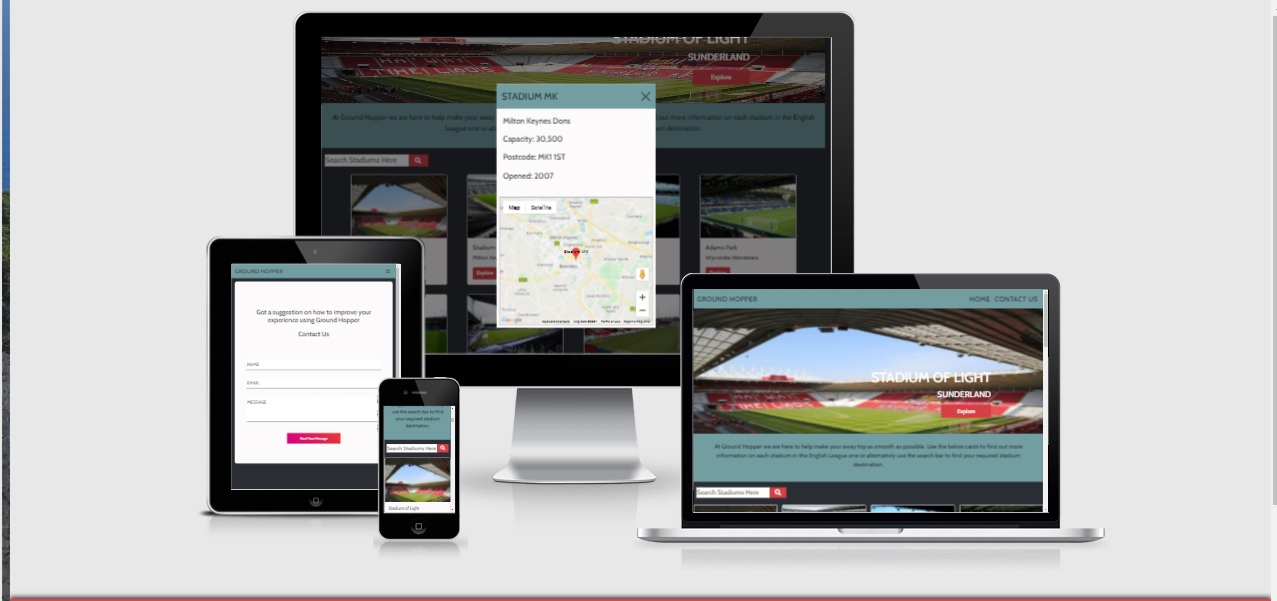 STADIUM OF LIGHT
SUNDERLAND
Explore
At Ground Hopper we are here to help make your away
out more information on each stadium in the English
League one or
destination.
Search Stadiums Here
STADIUM MK
Milton Keynes Dons
Capacity: 30,500
Postcode: MK1 1ST
Opened: 2007
Map Satellite
Stadium MK
Google
Stadium
Milton Ke
Explore
Adams Park
Wycombe Wanderers
Explore
GROUND HOPPER
Got a suggestion on how to improve your
experience using Ground Hopper
Contact Us
NAME
EMAIL
MESSAGE
Send Your Message
use the search bar to find
your required stadium
destination.
Search Stadiums Here
Stadium of Light
GROUND HOPPER HOME CONTACT US
STADIUM OF LIGHT
SUNDERLAND
Explore
At Ground Hopper we are here to help make your away trip as smooth as possible. Use the below cards to find out more
information on each stadium in the English League one or alternatively use the search bar to find your required stadium
destination.
Search Stadiums Here